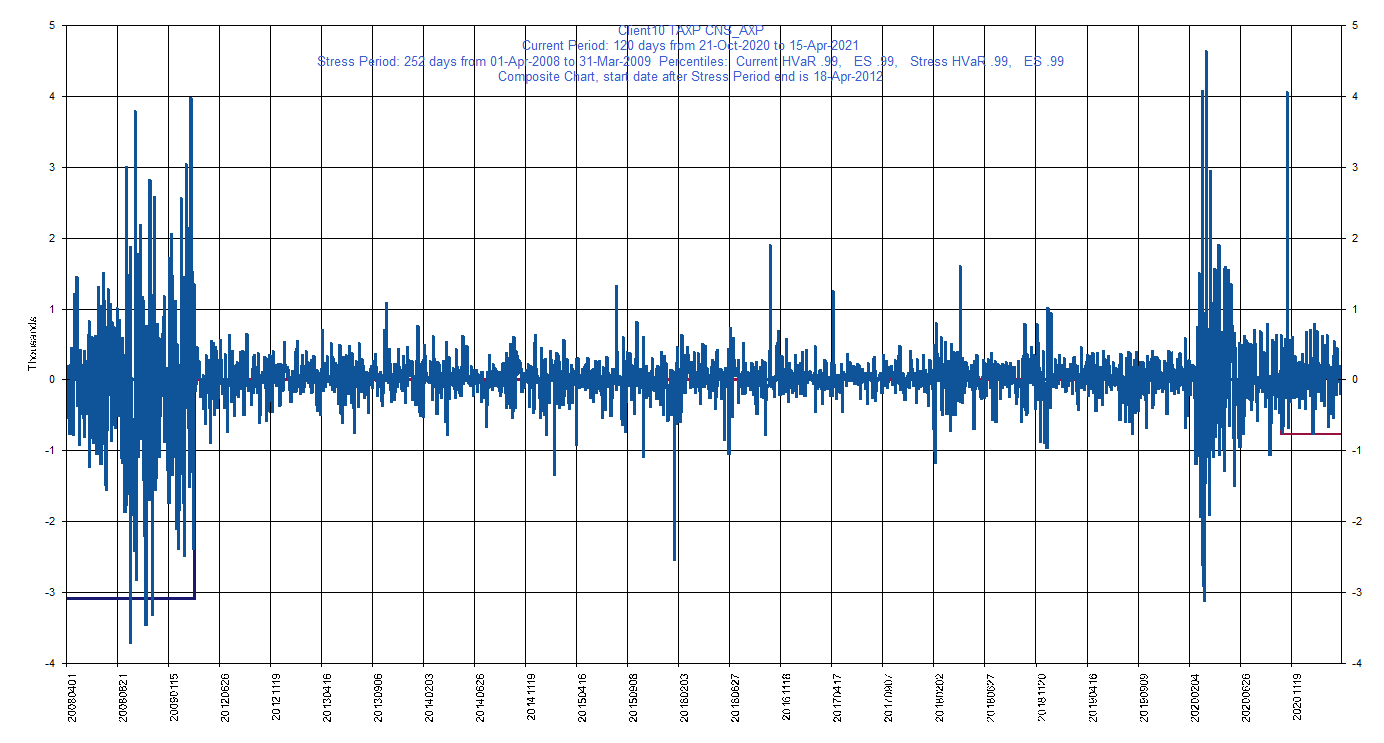 Client10 TAXP CNS_AXP
Current Period: 120 days from 21-Oct-2020 to 15-Apr-2021
Stress Period: 252 days from 01-Apr-2008 to 31-Mar-2009 Percentiles: Current HVaR .99, ES .99, Stress HVaR .99, ES .99
Composite Chart, start date after Stress Period end is 18-Apr-2012
5 5
4 4
3 3
2 2
1 1
Thousands
0 0
-1 -1
-2 -2
-3 -3
-4 -4
20080401 20080821 20090115 20120626 20121119 20130416 20130906 20140203 20140626 20141119 20150416 20150908 20160203 20160627 20161118 20170417 20170907 20180202 20180627 20181120 20190416 20190909 20200204 20200626 20201119